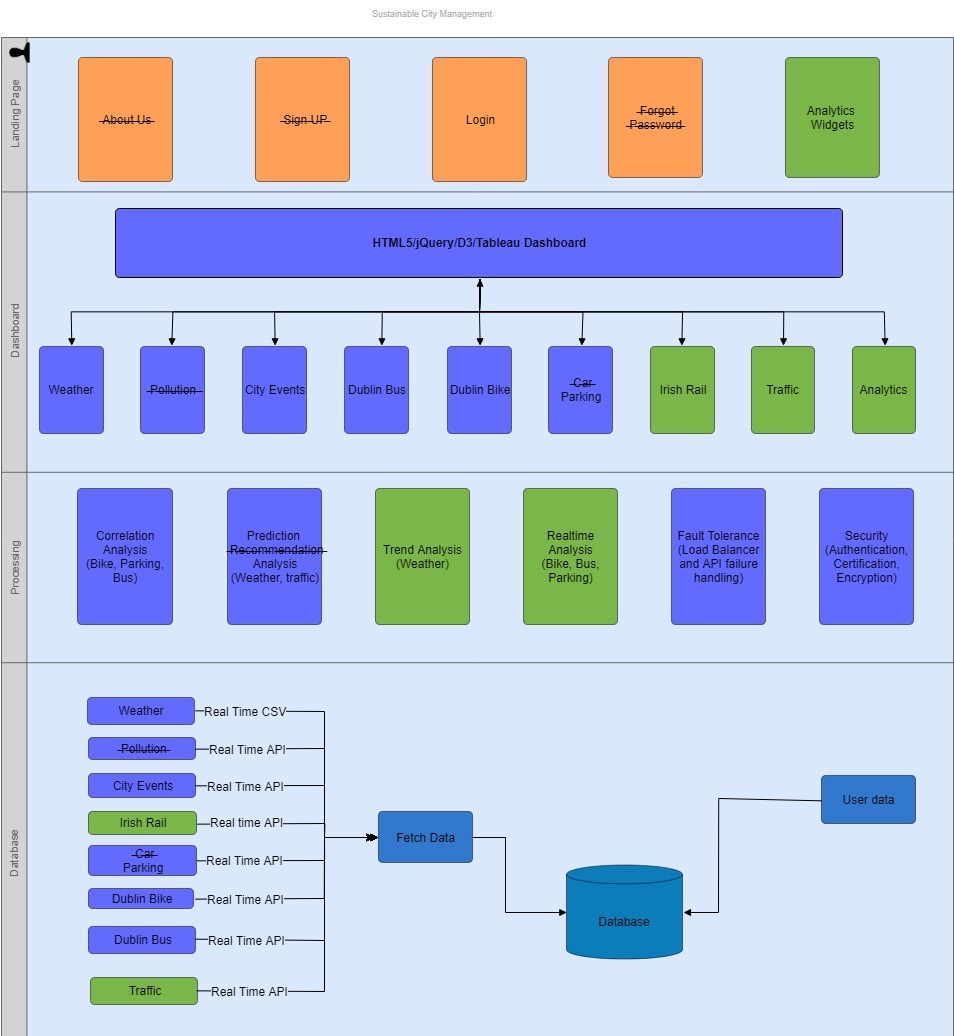 Sustainable City Management
Landing Page
About Us
Sign UP
Login
Forgot
Password
Analytics
Widgets
Dashboard
HTML5/jQuery/D3/Tableau Dashboard
Weather
Pollution
City Events
Dublin Bus
Dublin Bike
Car
Parking
Irish Rail
Traffic
Analytics
Processing
Correlation
Analysis
(Bike, Parking,
Bus)
Prediction
Recommendation
Analysis
(Weather, traffic)
Trend Analysis
(Weather)
Realtime
Analysis
(Bike, Bus,
Parking)
Fault Tolerance
(Load Balancer
and API failure
handling)
Security
(Authentication,
Certification,
Encryption)
Database
Weather
Real Time CSV
Pollution
Real Time API
City Events
Real Time API
Irish Rail
Real time API
Car
Parking
Real Time API
Dublin Bike
Real Time API
Dublin Bus
Real Time API
Traffic
Real Time API
Fetch Data
Database
User data